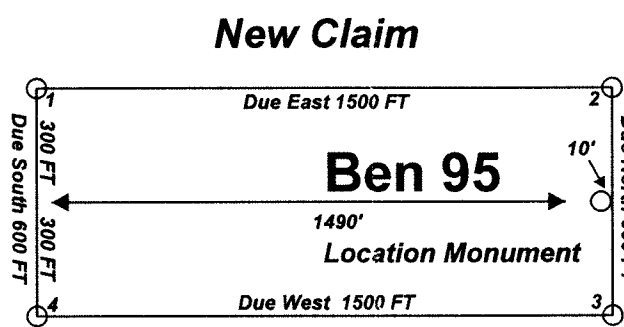 New Claim
1
Due East 1500 FT
2
Due South 600 FT
300 FT
300 FT
Ben 95
10'
1490'
Location Monument
4
Due West 1500 FT
3